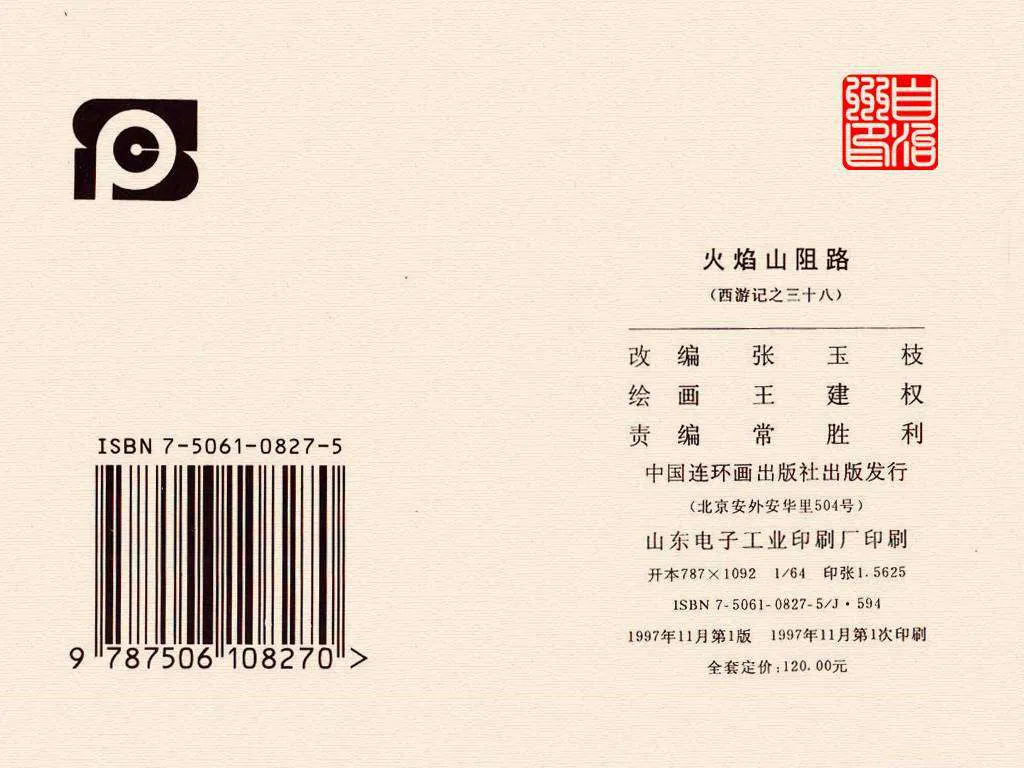 火焰山阻路
（西游记之三十八）
改 编 张 玉 枝
绘 画 王 建 权
责 编 常 胜 利
中国连环画出版社出版发行
（北京安外安华里504号）
山东电子工业印刷厂印刷
开本787×1092 1/64 印张1.5625
ISBN 7-5061-0827-5/J·594
1997年11月第1版 1997年11月第1次印刷
全套定价:120.00元
ISBN 7-5061-0827-5
9 787506 108270 >